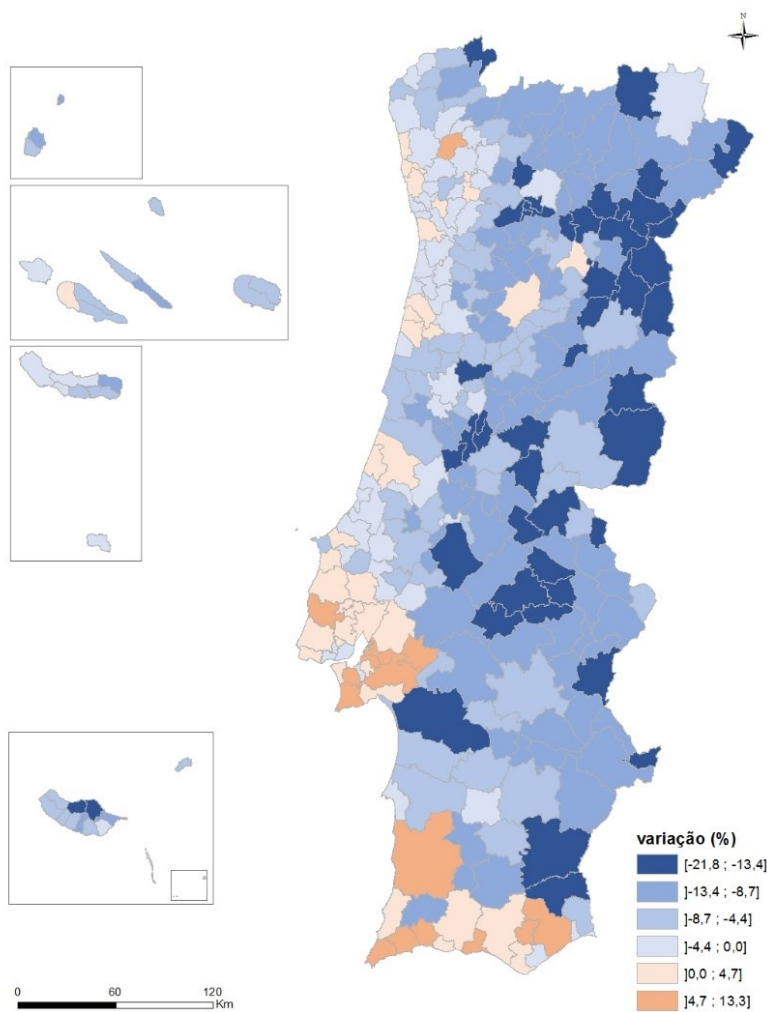 N
variação (%)
]-21,8 ; -13,4]
]-13,4 ; -8,7]
]-8,7 ; -4,4]
]-4,4 ; 0,0]
]0,0 ; 4,7]
]4,7 ; 13,3]
0 60 120
Km